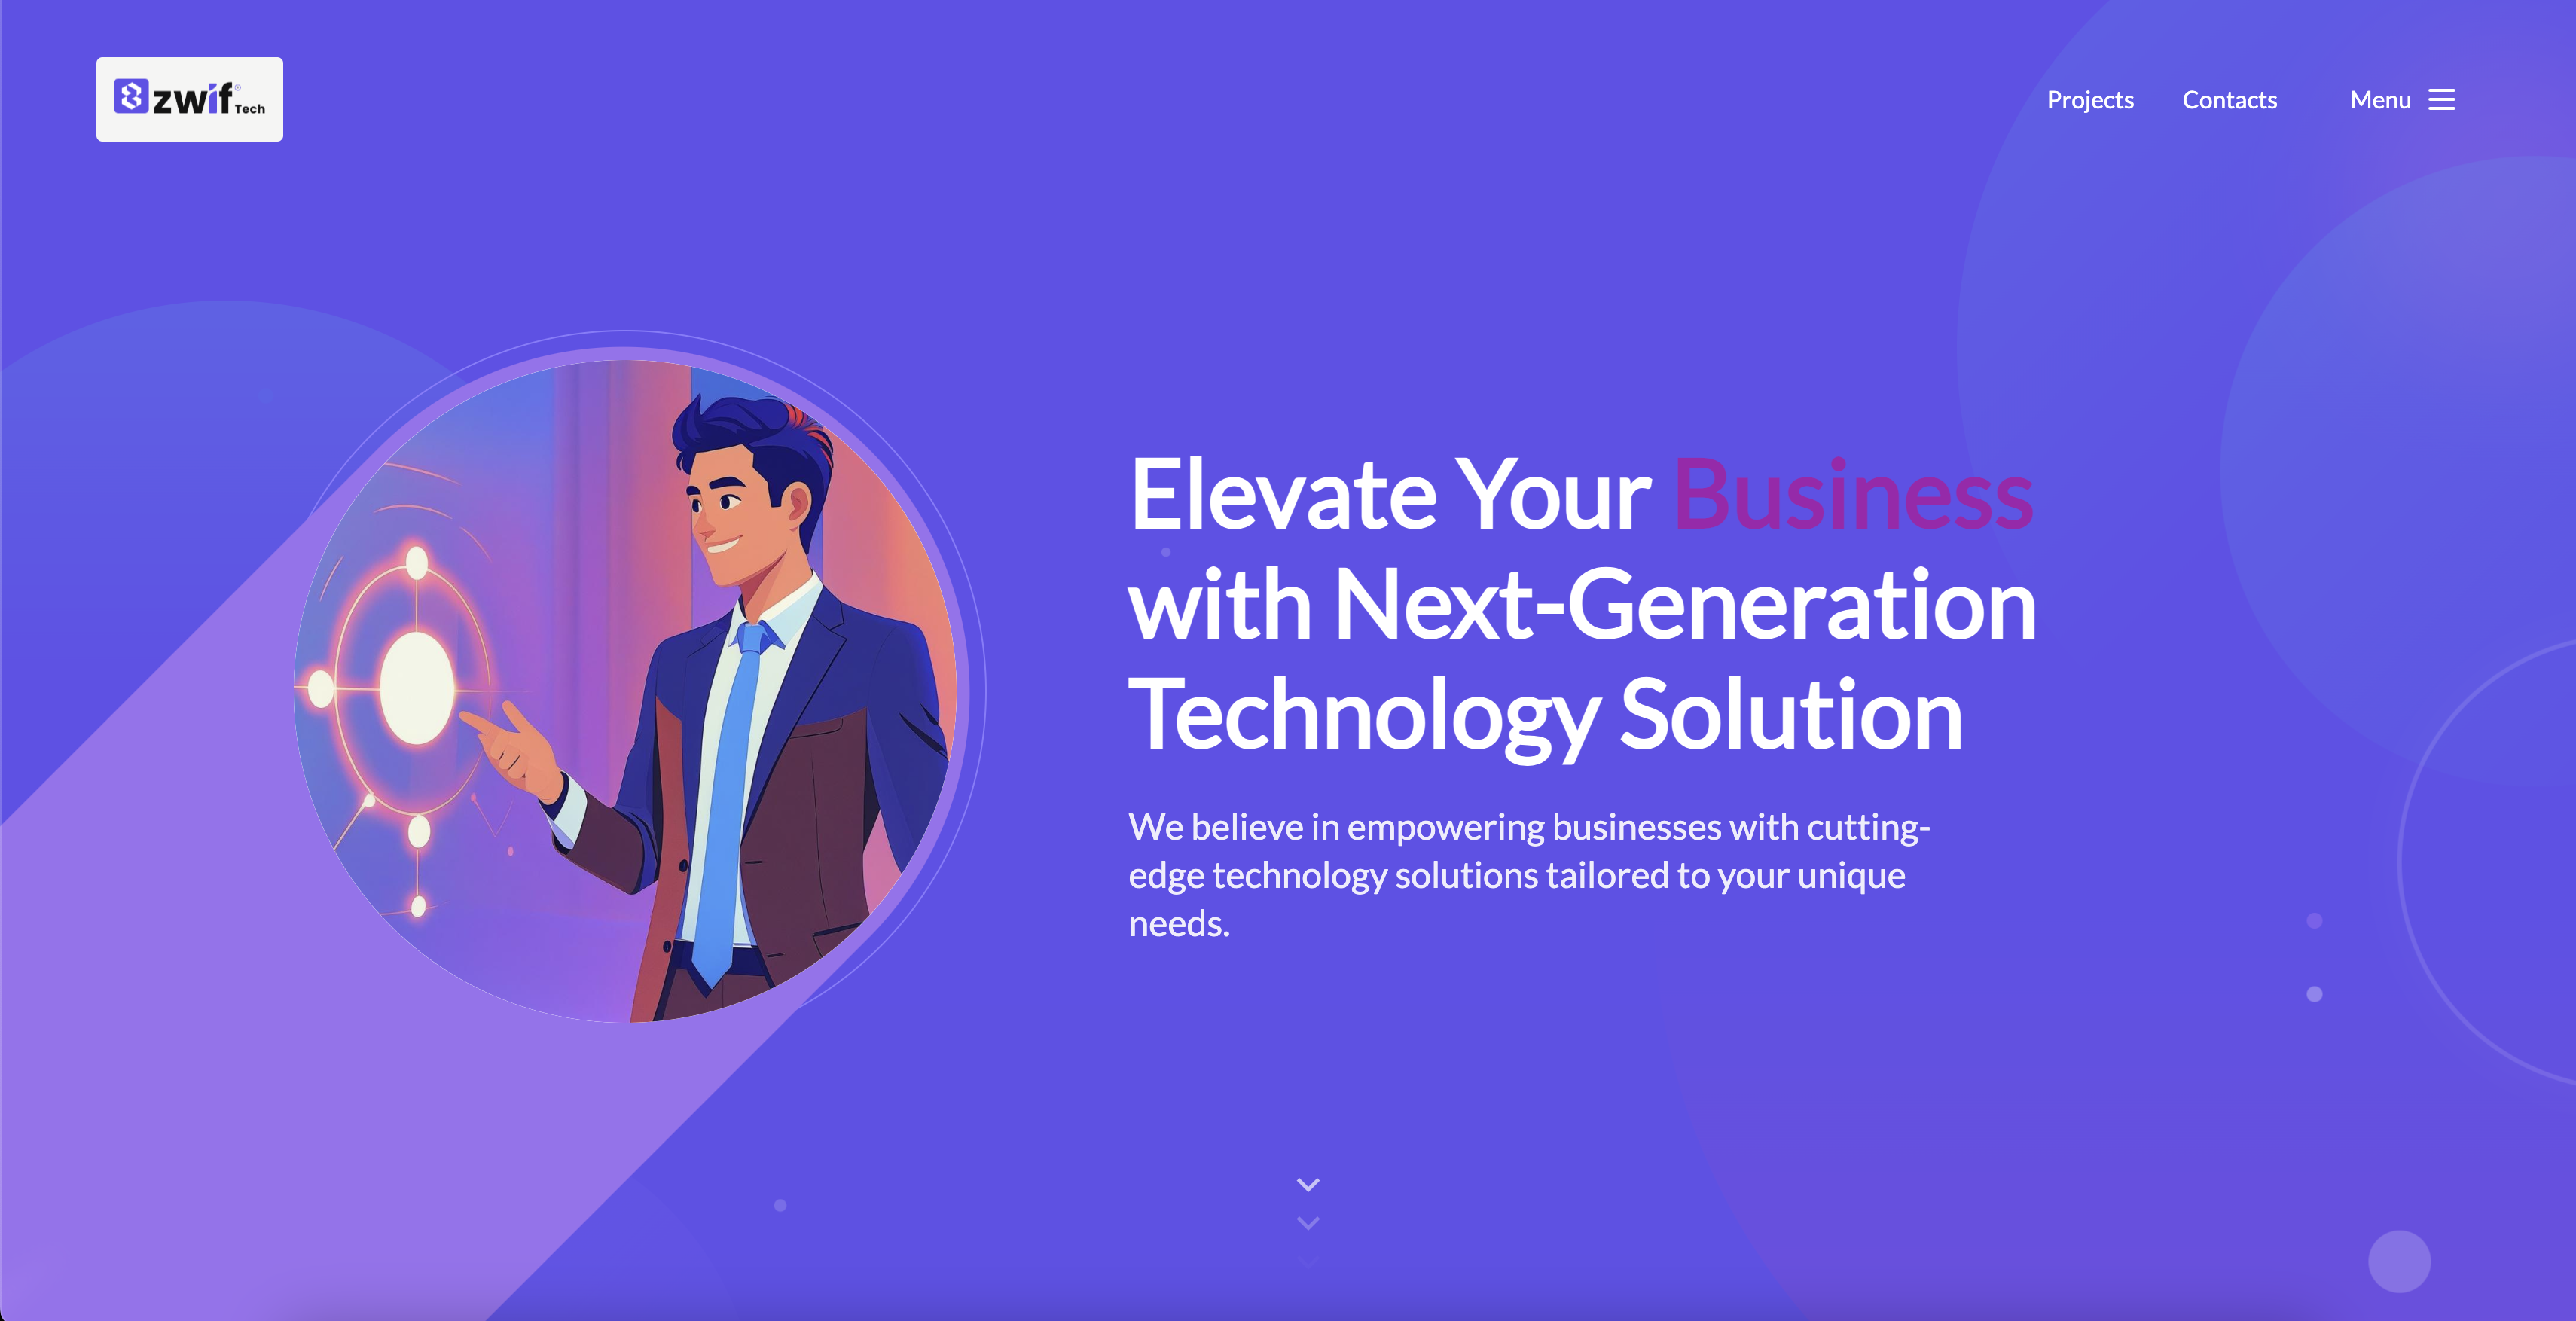 zwif® Tech
Projects Contacts Menu
Elevate Your Business
with Next-Generation
Technology Solution
We believe in empowering businesses with cutting-
edge technology solutions tailored to your unique
needs.